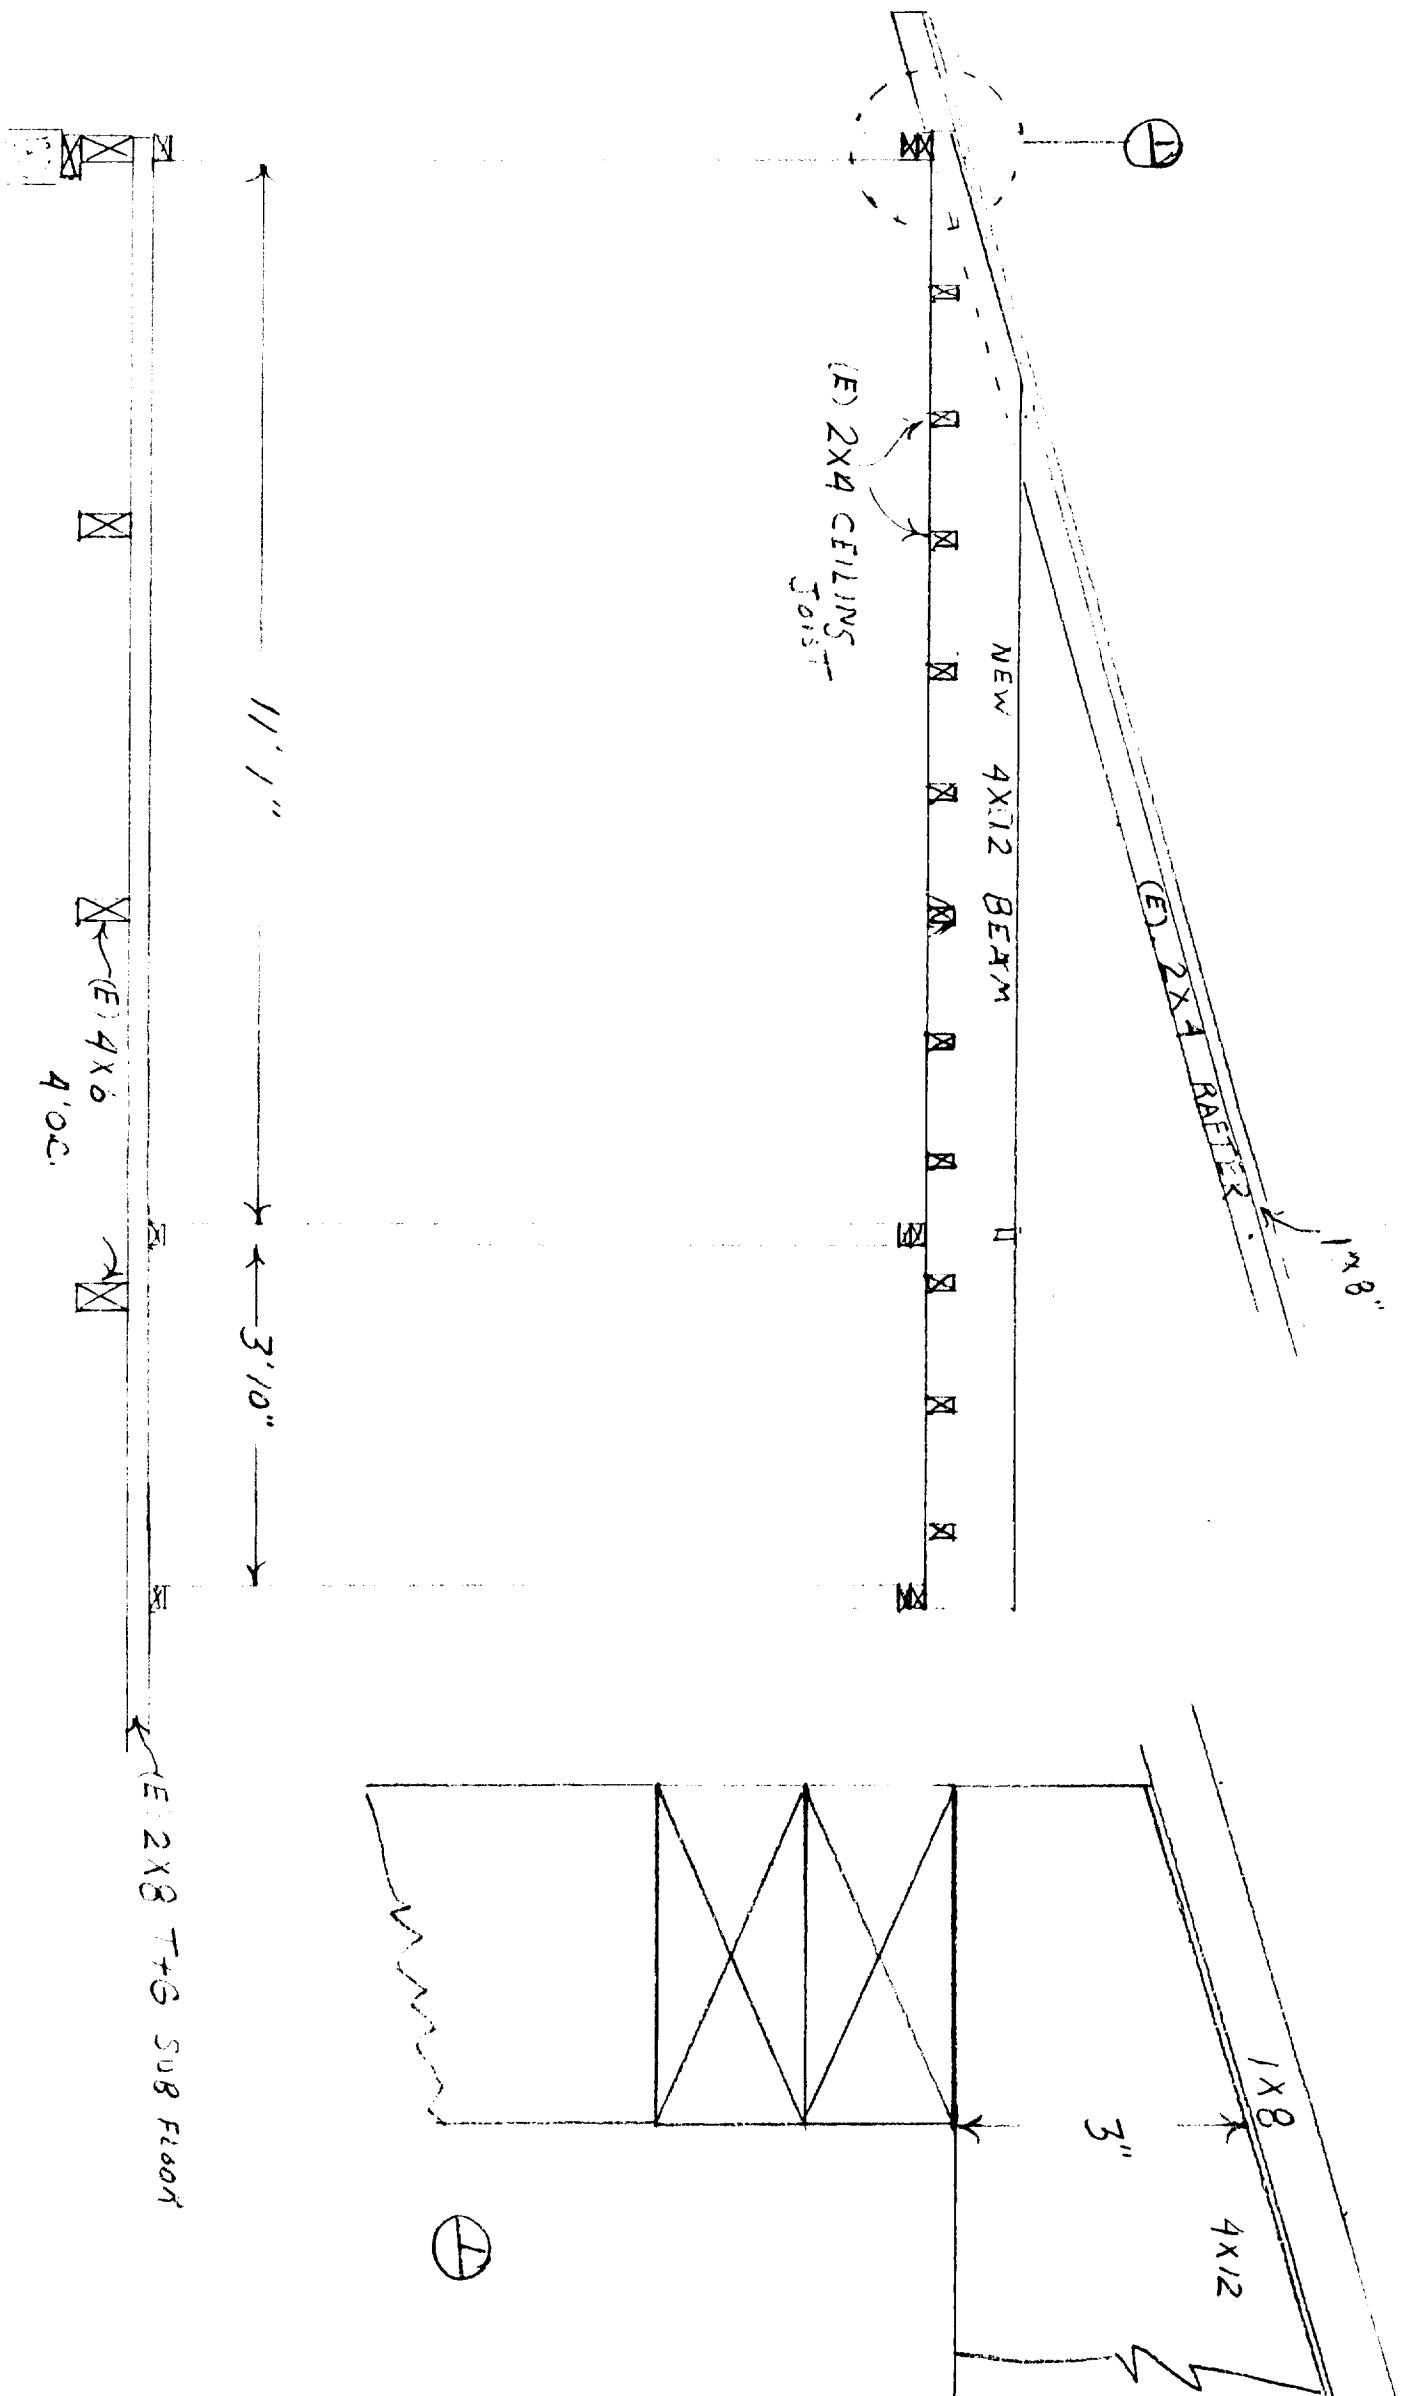 1
1"x8"
(E) 2X4 RAFTER
NEW 4X12 BEAM
(E) 2X4 CEILING
JOIST
11' 1"
3' 10"
(E) 4X6
4' O.C.
(E) 2X8 T+G SUB FLOOR
1X8
4X12
3"
1